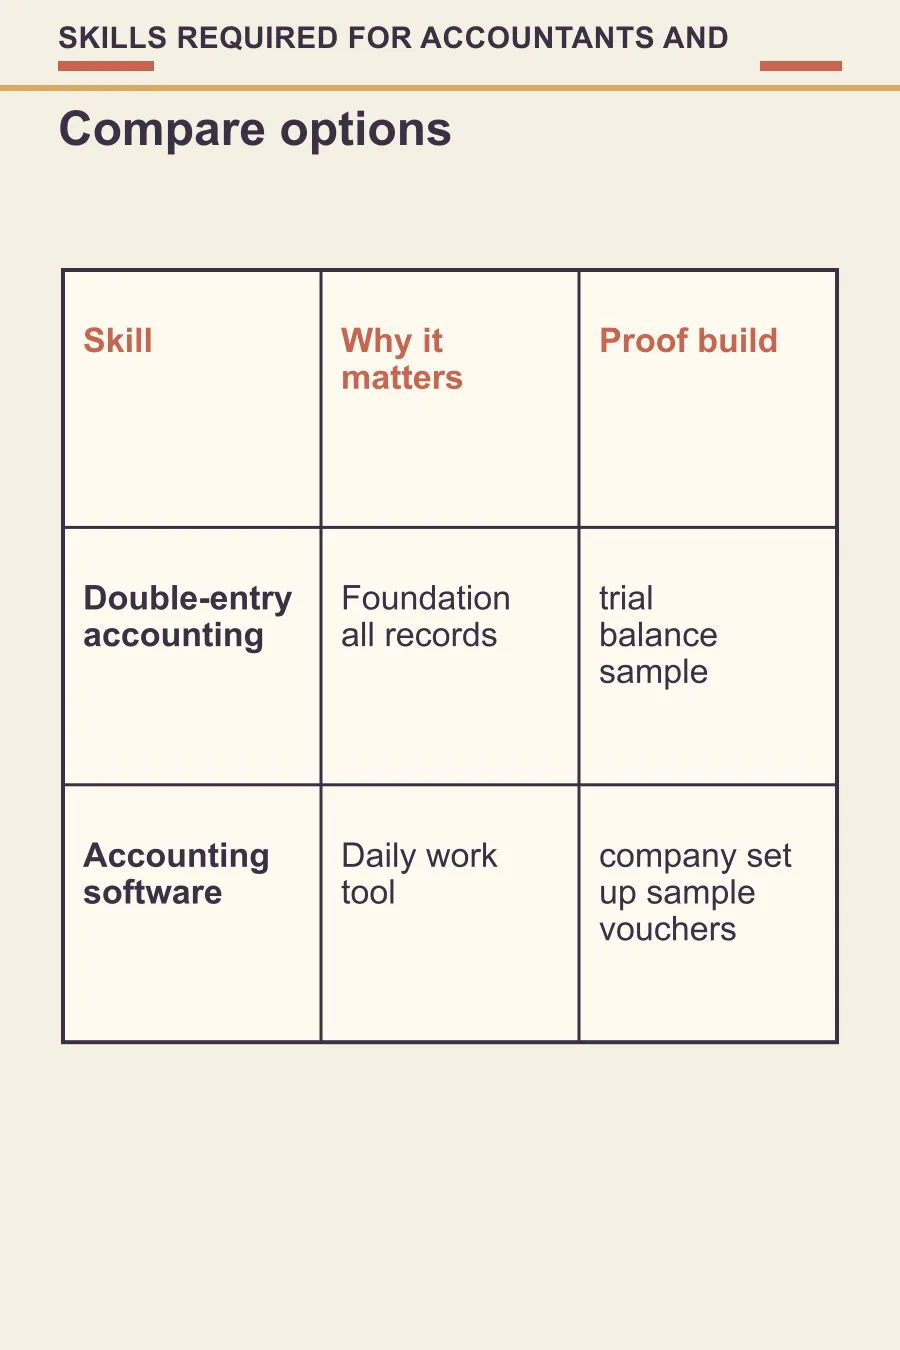 SKILLS REQUIRED FOR ACCOUNTANTS AND
Compare options
Skill
Why it
matters
Proof build
Double-entry
accounting
Foundation
all records
trial
balance
sample
Accounting
software
Daily work
tool
company set
up sample
vouchers